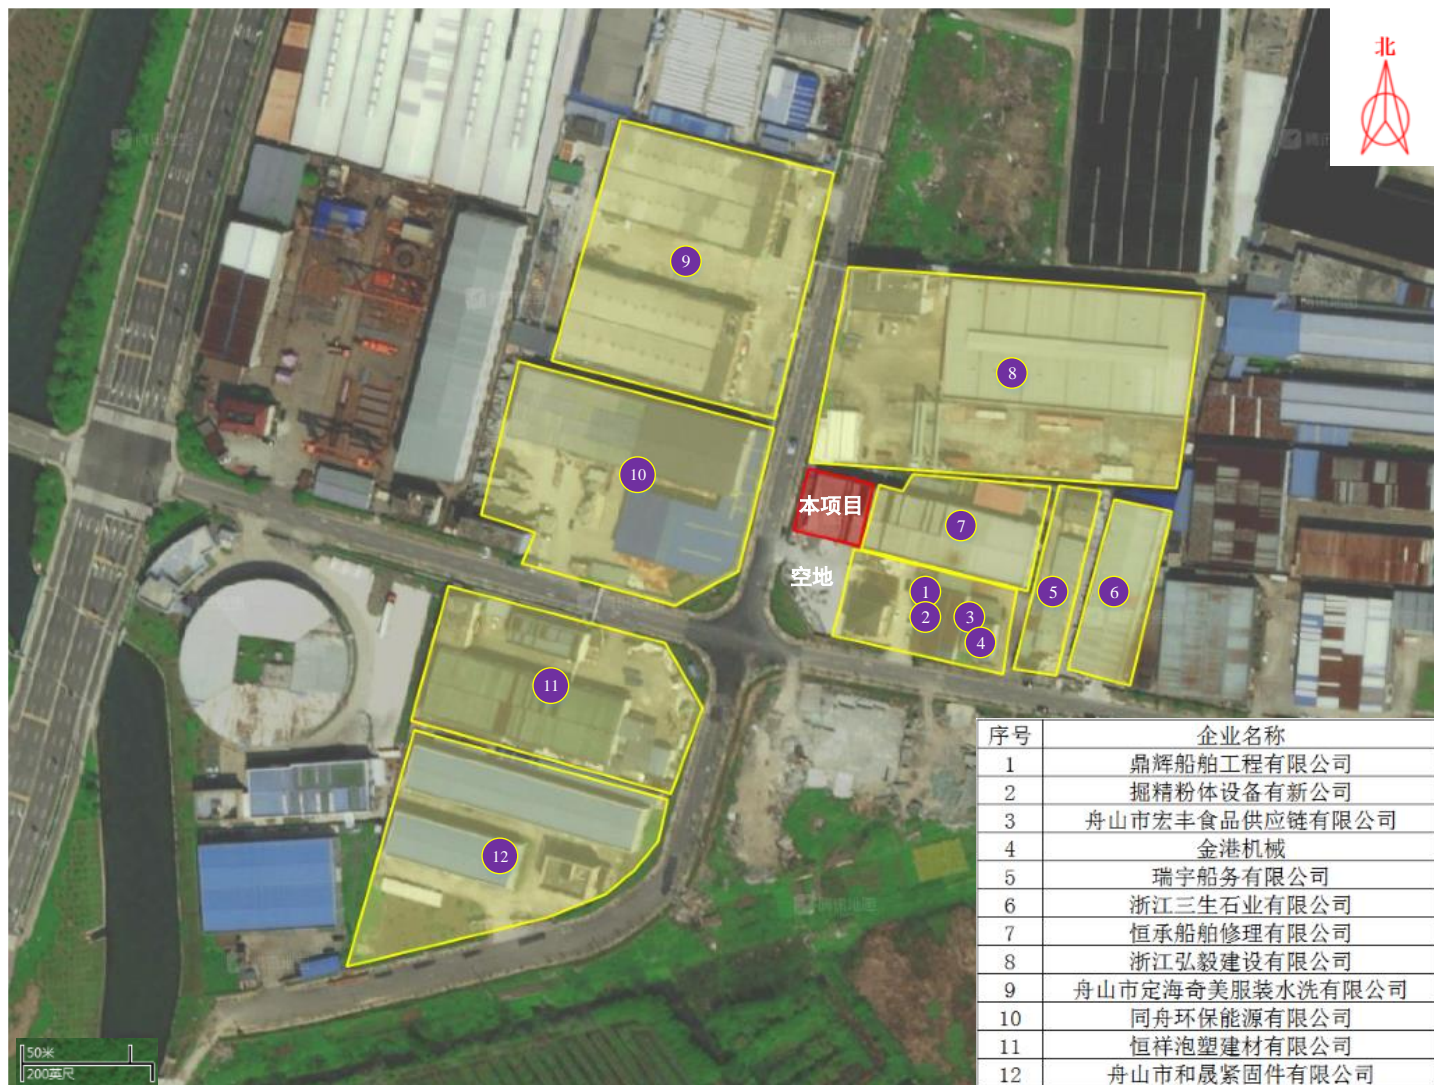 北
9
8
10
本项目
7
空地
1
5
6
2
3
4
11
12
序号 企业名称
1 鼎辉船舶工程有限公司
2 掘精粉体设备有新公司
3 舟山市宏丰食品供应链有限公司
4 金港机械
5 瑞宇船务有限公司
6 浙江三生石业有限公司
7 恒承船舶修理有限公司
8 浙江弘毅建设有限公司
9 舟山市定海奇美服装水洗有限公司
10 同舟环保能源有限公司
11 恒祥泡塑建材有限公司
12 舟山市和晟紧固件有限公司
50米
200英尺
腾讯地图